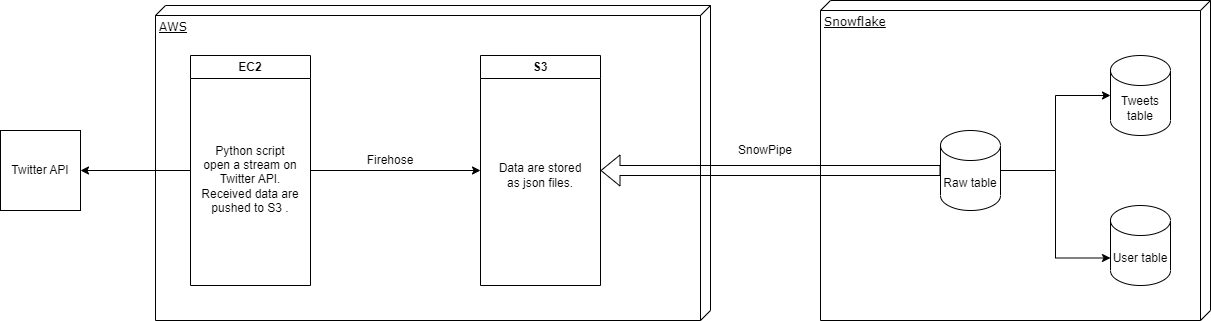 AWS
Snowflake
EC2
S3
Tweets
table
Python script
open a stream on
Twitter API.
Received data are
pushed to S3 .
Twitter API
Firehose
Data are stored
as json files.
SnowPipe
Raw table
User table